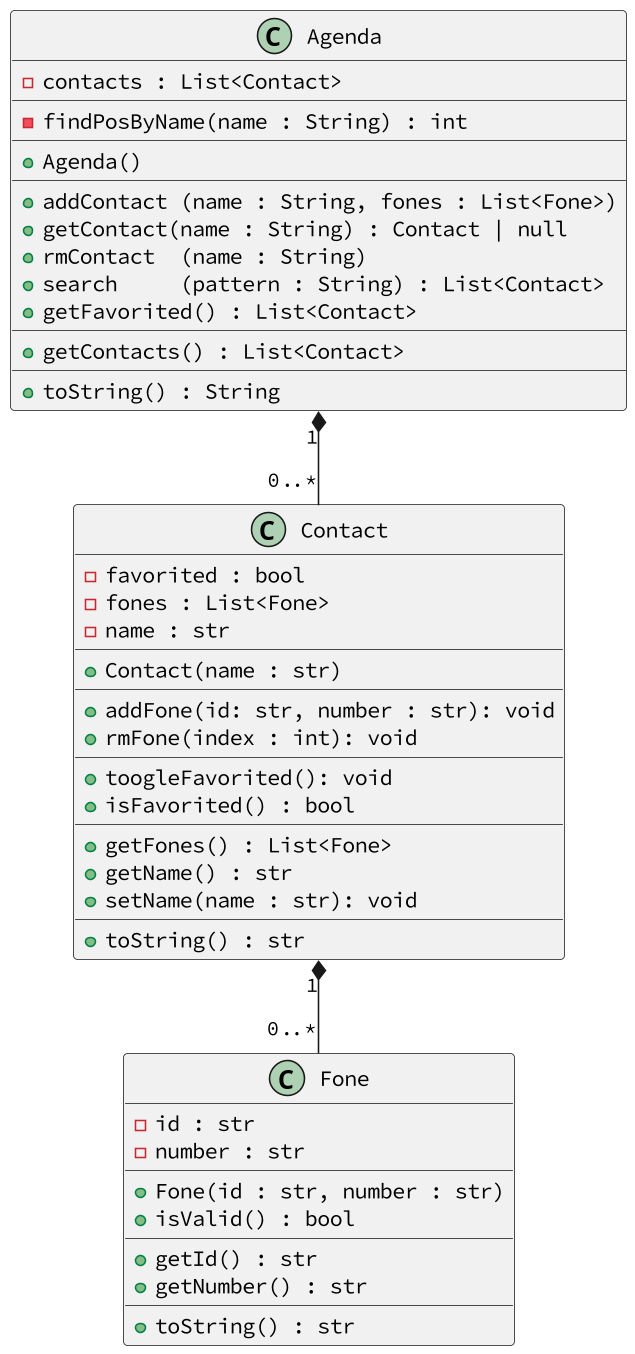 C Agenda
contacts : List<Contact>
findPosByName(name : String) : int
Agenda()
addContact (name : String, fones : List<Fone>)
getContact(name : String) : Contact | null
rmContact  (name : String)
search     (pattern : String) : List<Contact>
getFavorited() : List<Contact>
getContacts() : List<Contact>
toString() : String
1
0..*
C Contact
favorited : bool
fones : List<Fone>
name : str
Contact(name : str)
addFone(id: str, number : str): void
rmFone(index : int): void
toogleFavorited(): void
isFavorited() : bool
getFones() : List<Fone>
getName() : str
setName(name : str): void
toString() : str
1
0..*
C Fone
id : str
number : str
Fone(id : str, number : str)
isValid() : bool
getId() : str
getNumber() : str
toString() : str